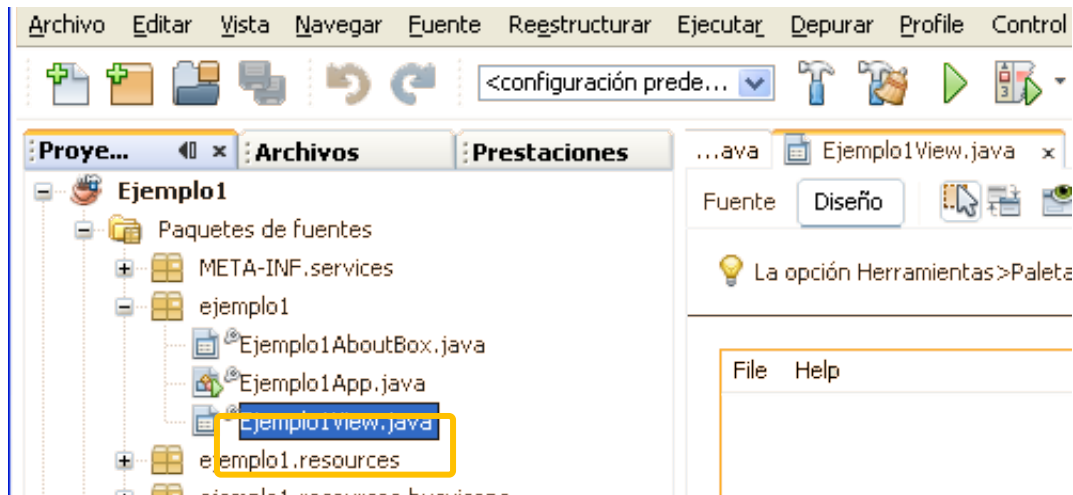 Archivo Editar Vista Navegar Fuente Reestructurar Ejecutar Depurar Profile Control
<configuración prede...
Proye... Archivos Prestaciones
...ava Ejemplo1View.java
Ejemplo1
Fuente Diseño
Paquetes de fuentes
META-INF.services
La opción Herramientas>Paleta
ejemplo1
Ejemplo1AboutBox.java
File Help
Ejemplo1App.java
Ejemplo1View.java
ejemplo1.resources